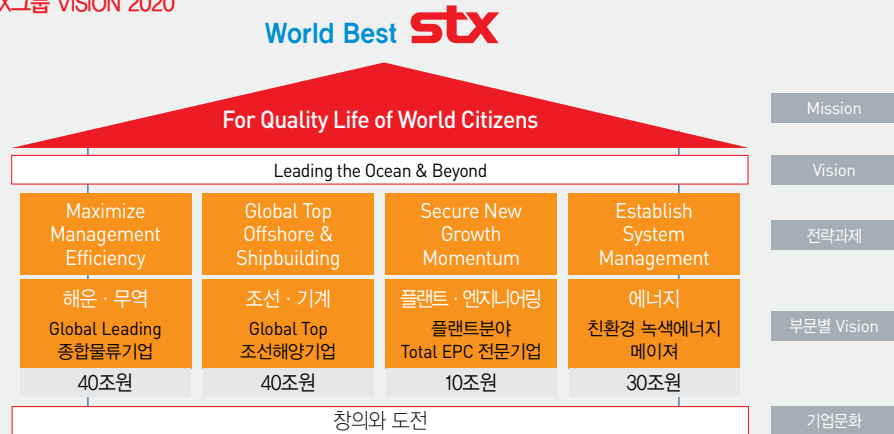 X그룹 VISION 2020
World Best stx
For Quality Life of World Citizens
Mission
Leading the Ocean & Beyond
Vision
Maximize
Management
Efficiency
Global Top
Offshore &
Shipbuilding
Secure New
Growth
Momentum
Establish
System
Management
전략과제
해운 · 무역
Global Leading
종합물류기업
조선 · 기계
Global Top
조선해양기업
플랜트 · 엔지니어링
플랜트분야
Total EPC 전문기업
에너지
친환경 녹색에너지
메이져
부문별 Vision
40조원
40조원
10조원
30조원
창의와 도전
기업문화